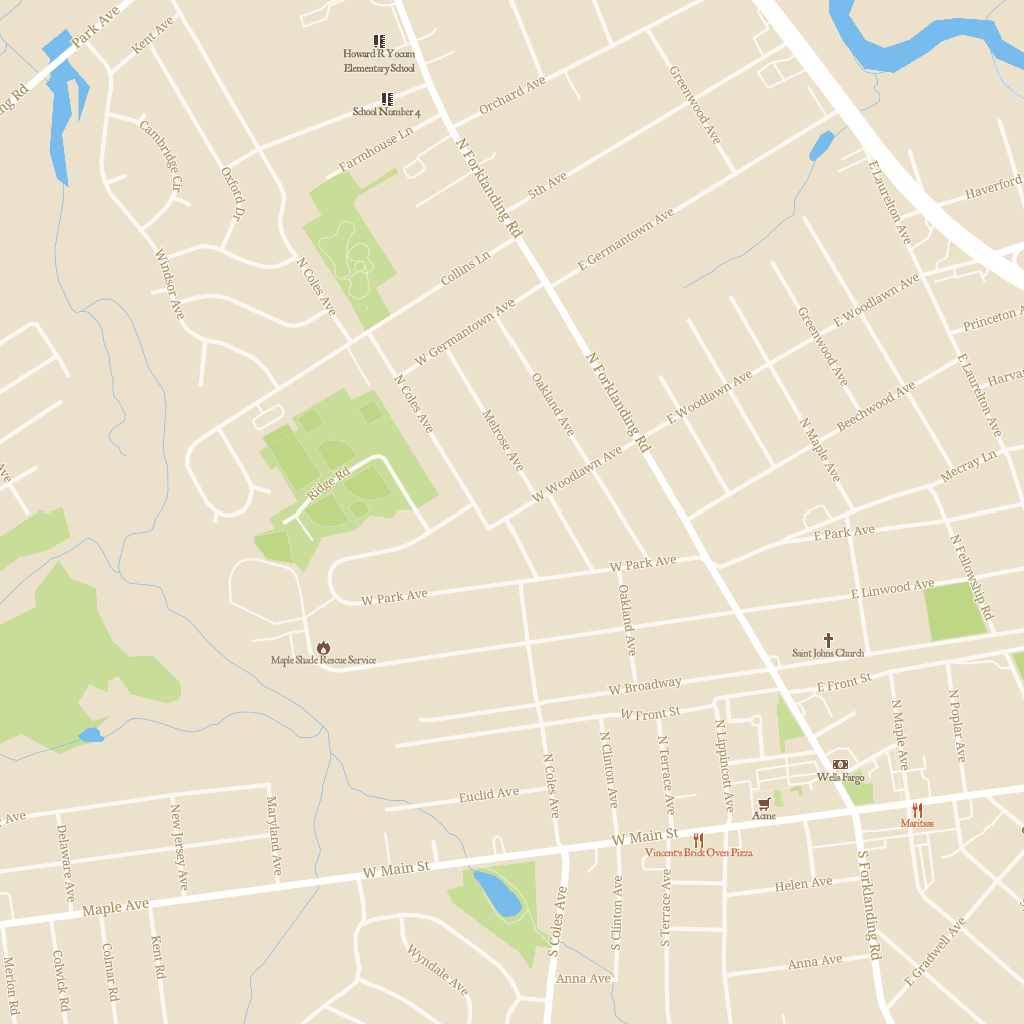 Park Ave
Kent Ave
Howard R Yocum
Elementary School
ng Rd
School Number 4
Orchard Ave
Greenwood Ave
Farmhouse Ln
Cambridge Cir
Oxford Dr
N Forklanding Rd
5th Ave
E Laurelton Ave
Haverford
E Germantown Ave
Collins Ln
Windsor Ave
N Coles Ave
E Woodlawn Ave
Princeton A
W Germantown Ave
Greenwood Ave
N Forklanding Rd
E Laurelton Ave
Harvar
N Coles Ave
Oakland Ave
E Woodlawn Ave
Beechwood Ave
Melrose Ave
N Maple Ave
Ave
Ridge Rd
W Woodlawn Ave
Mecray Ln
E Park Ave
N Fellowship Rd
W Park Ave
W Park Ave
E Linwood Ave
Oakland Ave
Saint Johns Church
Maple Shade Rescue Service
W Broadway
E Front St
W Front St
N Maple Ave
N Poplar Ave
N Lippincott Ave
N Clinton Ave
N Terrace Ave
N Coles Ave
Wells Fargo
Euclid Ave
Acme
Maritsas
Ave
Delaware Ave
New Jersey Ave
Maryland Ave
W Main St
Vincent's Brick Oven Pizza
W Main St
Helen Ave
S Forklanding Rd
Maple Ave
S Coles Ave
S Clinton Ave
S Terrace Ave
E Gradwell Ave
Merion Rd
Colwick Rd
Colmar Rd
Kent Rd
Wyndale Ave
Anna Ave
Anna Ave